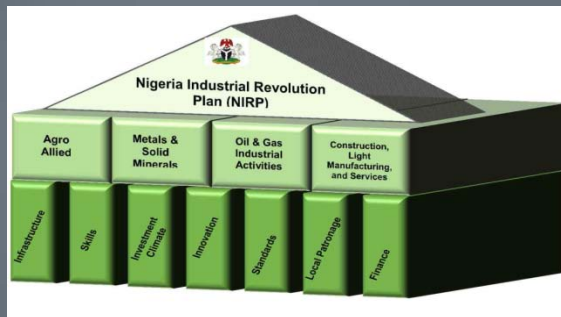 Nigeria Industrial Revolution
Plan (NIRP)
Agro
Allied
Metals &
Solid
Minerals
Oil & Gas
Industrial
Activities
Construction,
Light
Manufacturing,
and Services
Infrastructure
Skills
Investment
Climate
Innovation
Standards
Local Patronage
Finance